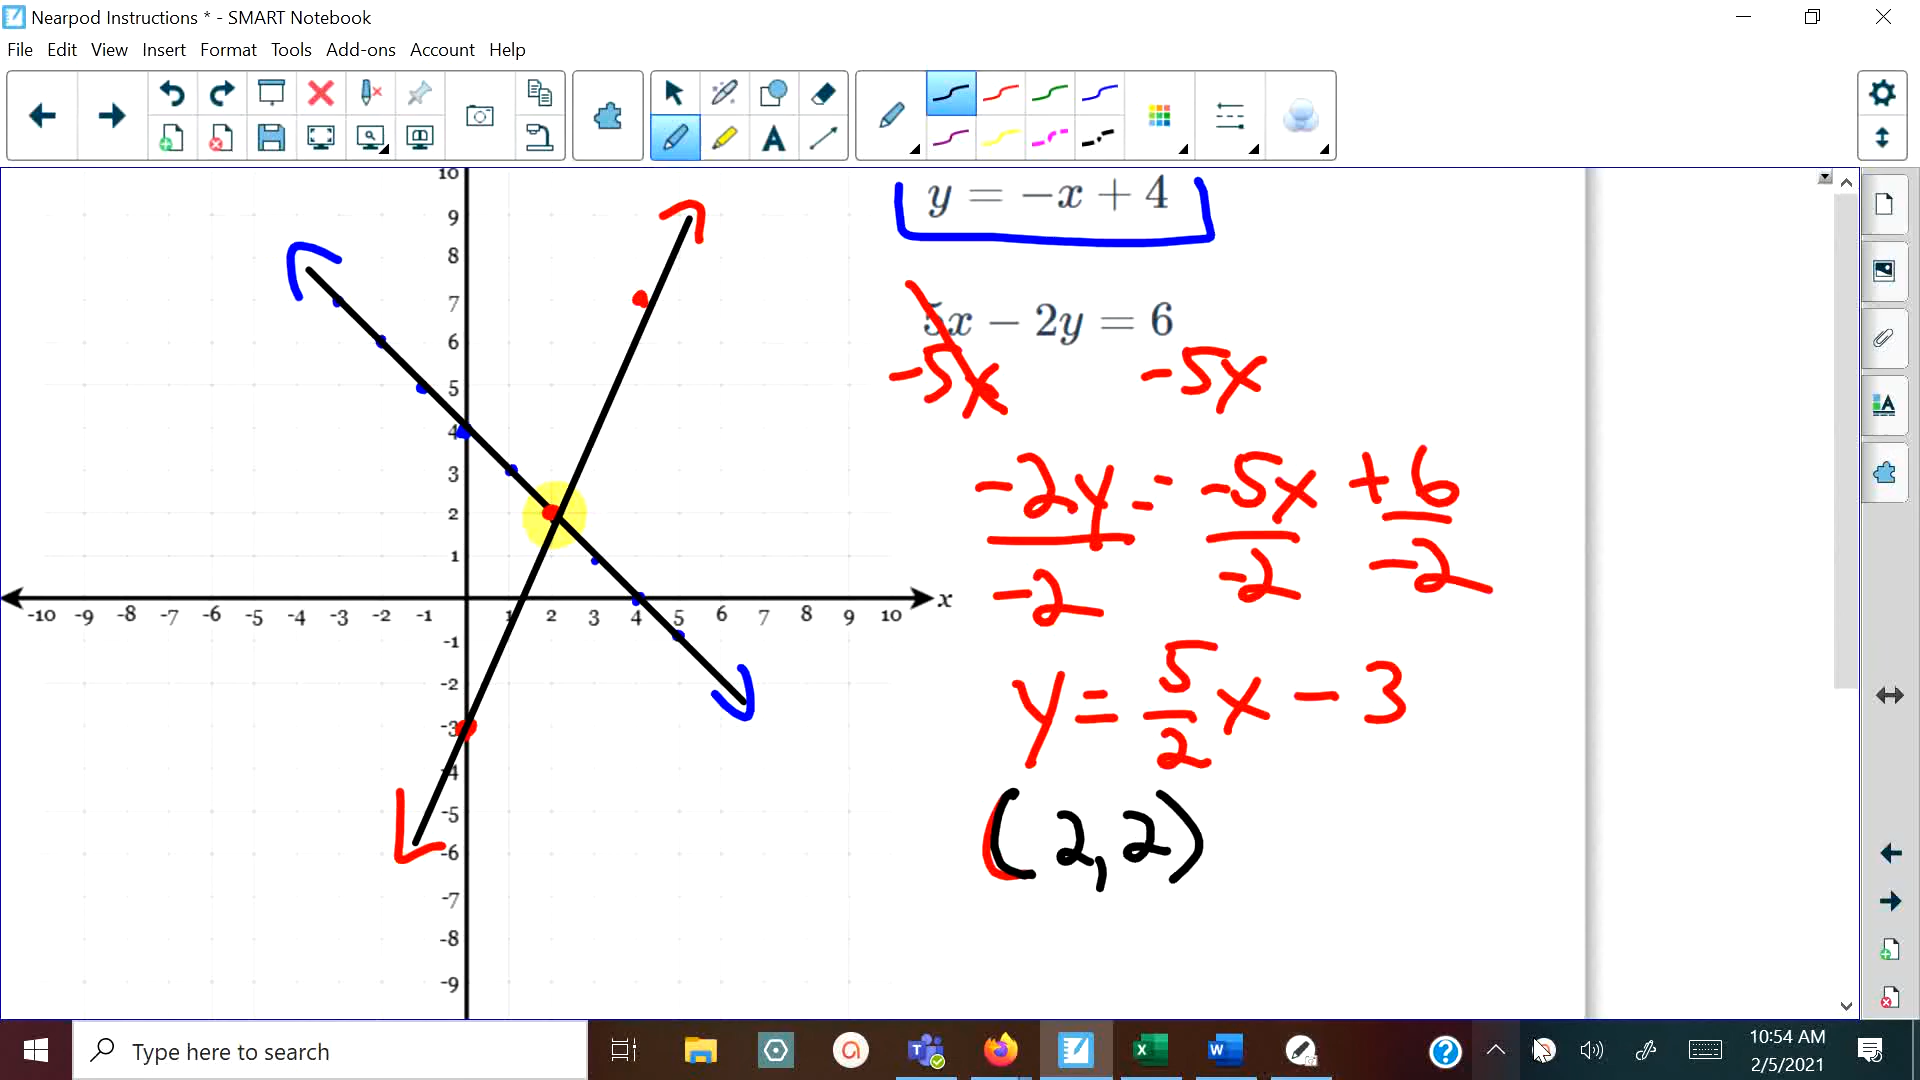 Nearpod Instructions * - SMART Notebook
File Edit View Insert Format Tools Add-ons Account Help
y = −x + 4
5x − 2y = 6
-5x -5x
-2y = -5x + 6
-2 -2 -2
y = 5/2 x - 3
(2,2)
10
9
8
7
6
5
4
3
2
1
-10 -9 -8 -7 -6 -5 -4 -3 -2 -1 1 2 3 4 5 6 7 8 9 10 x
-1
-2
-3
-4
-5
-6
-7
-8
-9
Type here to search
10:54 AM
2/5/2021